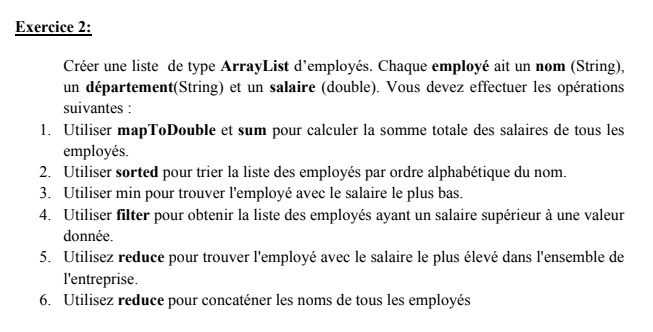 Exercice 2:
Créer une liste de type ArrayList d'employés. Chaque employé ait un nom (String),
un département(String) et un salaire (double). Vous devez effectuer les opérations
suivantes :
1. Utiliser mapToDouble et sum pour calculer la somme totale des salaires de tous les
employés.
2. Utiliser sorted pour trier la liste des employés par ordre alphabétique du nom.
3. Utiliser min pour trouver l'employé avec le salaire le plus bas.
4. Utiliser filter pour obtenir la liste des employés ayant un salaire supérieur à une valeur
donnée.
5. Utilisez reduce pour trouver l'employé avec le salaire le plus élevé dans l'ensemble de
l'entreprise.
6. Utilisez reduce pour concaténer les noms de tous les employés